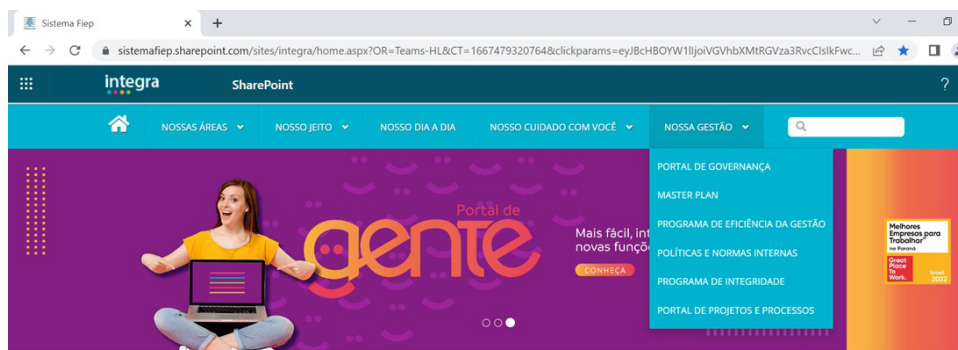 Sistema Fiep
sistemafiep.sharepoint.com/sites/integra/home.aspx?OR=Teams-HL&CT=1667479320764&clickparams=eyJBcHBOYW1lIjoiVGVhbXMtRGVza3RvcCIsIkFwc...
integra SharePoint ?
NOSSAS ÁREAS NOSSO JEITO NOSSO DIA A DIA NOSSO CUIDADO COM VOCÊ NOSSA GESTÃO
PORTAL DE GOVERNANÇA
MASTER PLAN
PROGRAMA DE EFICIÊNCIA DA GESTÃO
POLÍTICAS E NORMAS INTERNAS
PROGRAMA DE INTEGRIDADE
PORTAL DE PROJETOS E PROCESSOS
Portal de
gente
Mais fácil, int
novas funçõ
CONHEÇA
Melhores
Empresas para
Trabalhar
no Paraná
Great
Place
To
Work.
brasil
2022